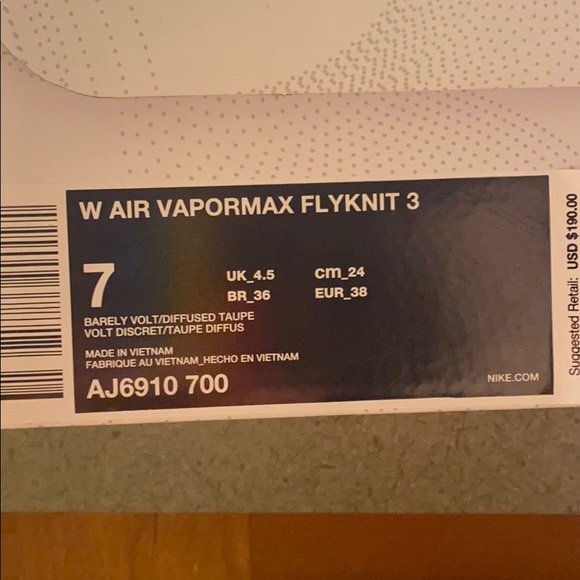 W AIR VAPORMAX FLYKNIT 3
7
UK_4.5 cm_24
BR_36 EUR_38
BARELY VOLT/DIFFUSED TAUPE
VOLT DISCRET/TAUPE DIFFUS
MADE IN VIETNAM
FABRIQUE AU VIETNAM_HECHO EN VIETNAM
AJ6910 700
NIKE.COM
Suggested Retail: USD $190.00